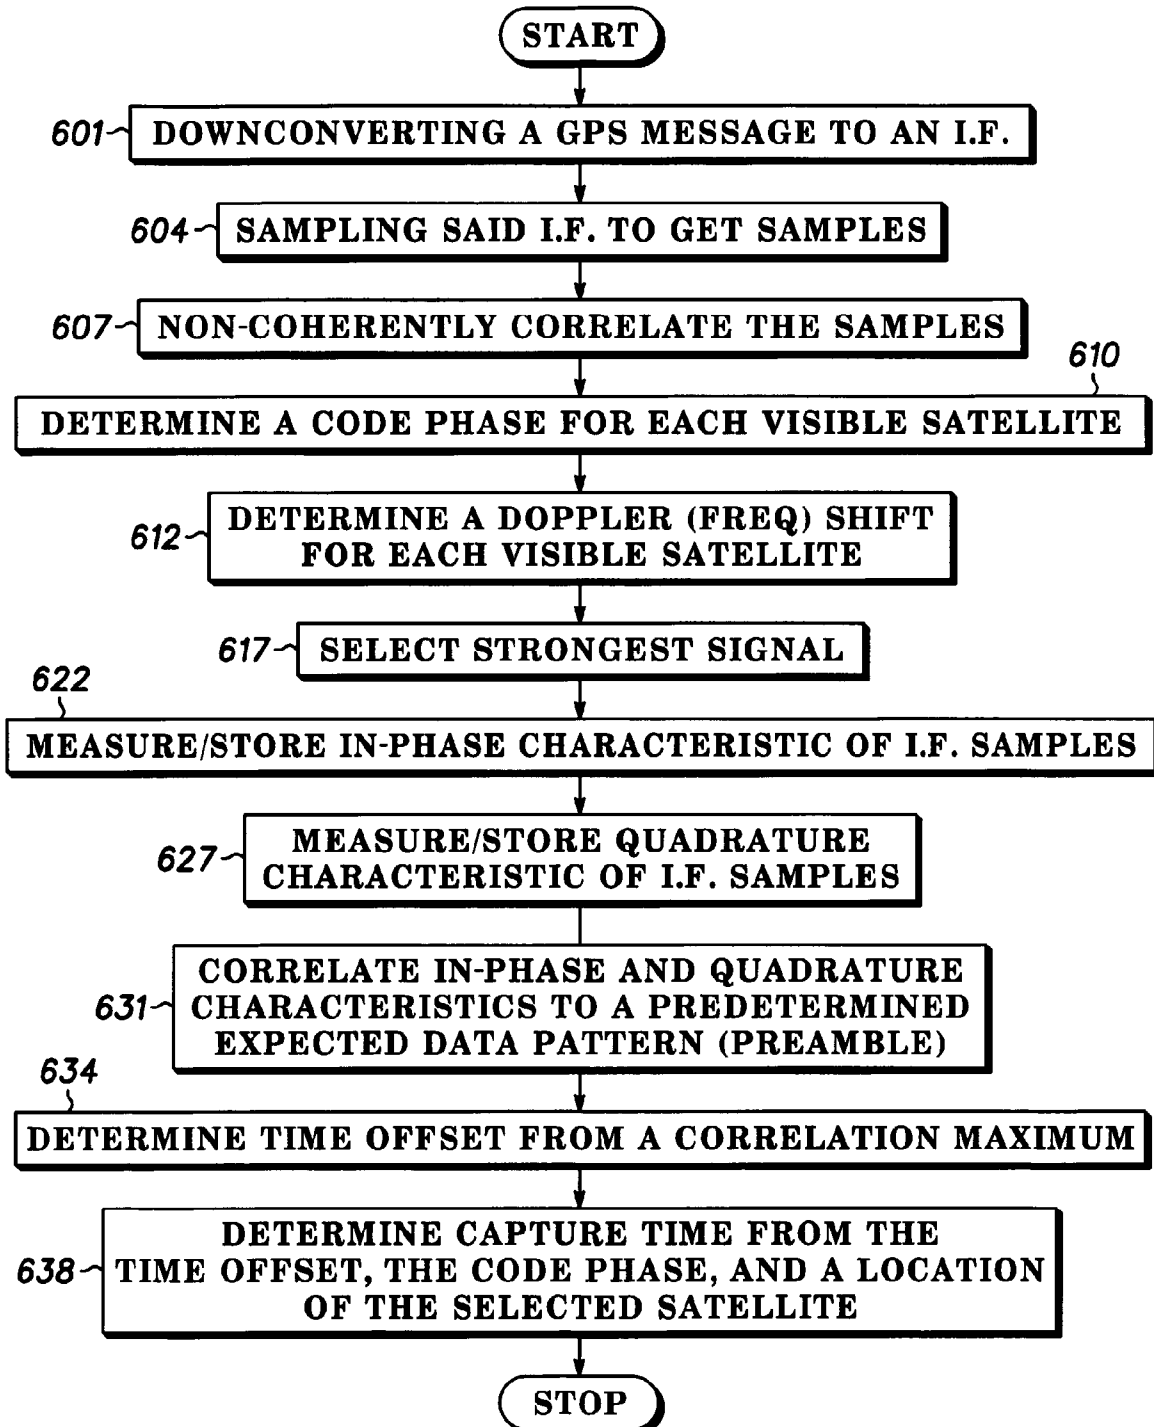 START
601
DOWNCONVERTING A GPS MESSAGE TO AN I.F.
604
SAMPLING SAID I.F. TO GET SAMPLES
607
NON-COHERENTLY CORRELATE THE SAMPLES
610
DETERMINE A CODE PHASE FOR EACH VISIBLE SATELLITE
612
DETERMINE A DOPPLER (FREQ) SHIFT
FOR EACH VISIBLE SATELLITE
617
SELECT STRONGEST SIGNAL
622
MEASURE/STORE IN-PHASE CHARACTERISTIC OF I.F. SAMPLES
627
MEASURE/STORE QUADRATURE
CHARACTERISTIC OF I.F. SAMPLES
631
CORRELATE IN-PHASE AND QUADRATURE
CHARACTERISTICS TO A PREDETERMINED
EXPECTED DATA PATTERN (PREAMBLE)
634
DETERMINE TIME OFFSET FROM A CORRELATION MAXIMUM
638
DETERMINE CAPTURE TIME FROM THE
TIME OFFSET, THE CODE PHASE, AND A LOCATION
OF THE SELECTED SATELLITE
STOP